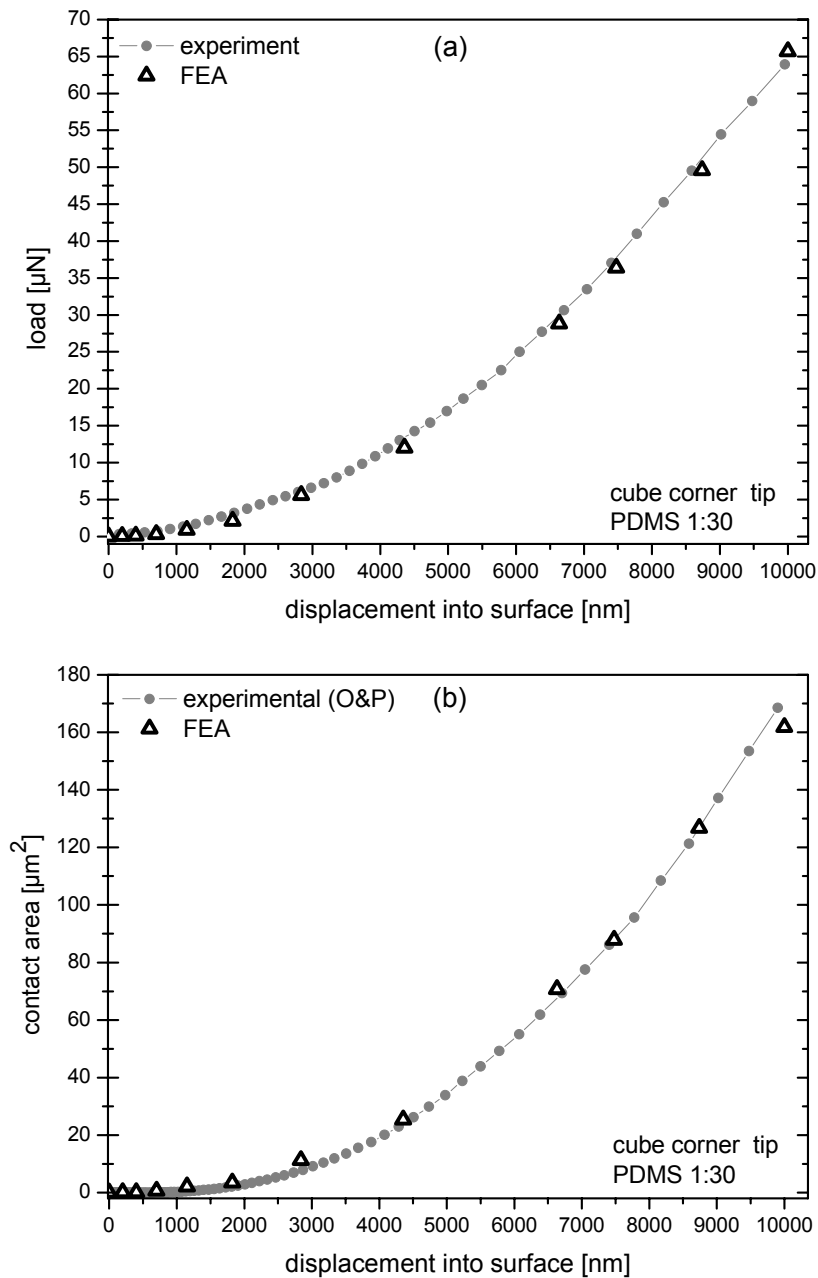 70
65
60
55
50
45
40
35
30
25
20
15
10
5
0
load [µN]
experiment
FEA
(a)
cube corner tip
PDMS 1:30
0 1000 2000 3000 4000 5000 6000 7000 8000 9000 10000
displacement into surface [nm]
180
160
140
120
100
80
60
40
20
0
contact area [µm²]
experimental (O&P)
FEA
(b)
cube corner tip
PDMS 1:30
0 1000 2000 3000 4000 5000 6000 7000 8000 9000 10000
displacement into surface [nm]